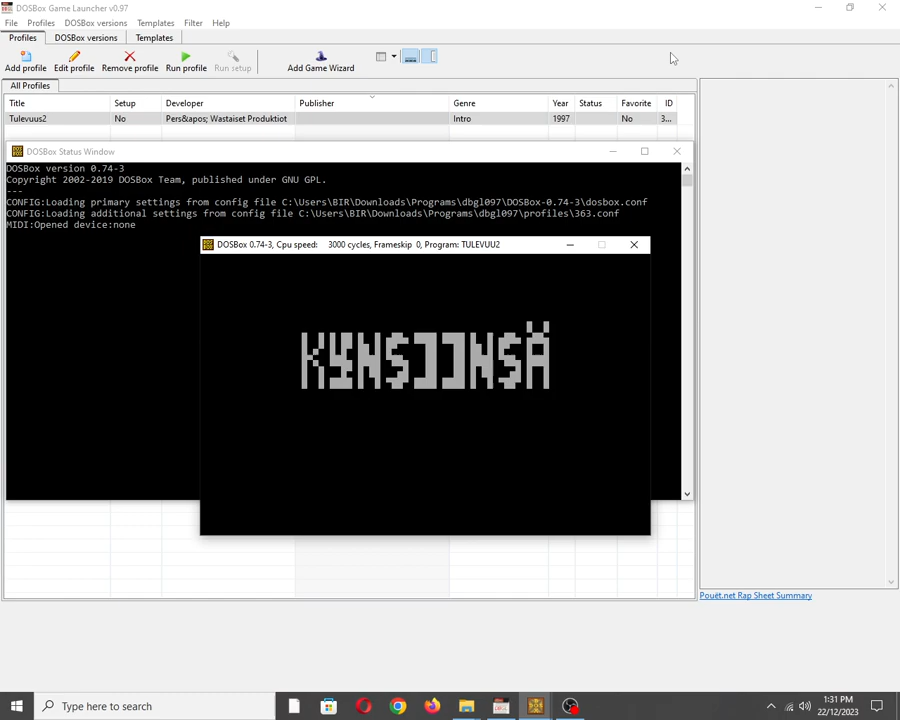 DOSBox Game Launcher v0.97
File Profiles DOSBox versions Templates Filter Help
Profiles DOSBox versions Templates
Add profile Edit profile Remove profile Run profile Run setup Add Game Wizard
All Profiles
Title Setup Developer Publisher Genre Year Status Favorite ID
Tulevuus2 No Pers&apos; Wastaiset Produktiot Intro 1997 No 3...
DOSBox Status Window
DOSBox version 0.74-3
Copyright 2002-2019 DOSBox Team, published under GNU GPL.
---
CONFIG:Loading primary settings from config file C:\Users\BIR\Downloads\Programs\dbgl097\DOSBox-0.74-3\dosbox.conf
CONFIG:Loading additional settings from config file C:\Users\BIR\Downloads\Programs\dbgl097\profiles\363.conf
MIDI:Opened device:none
DOSBox 0.74-3, Cpu speed: 3000 cycles, Frameskip 0, Program: TULEVUU2
Pouët.net Rap Sheet Summary
Type here to search
1:31 PM
22/12/2023